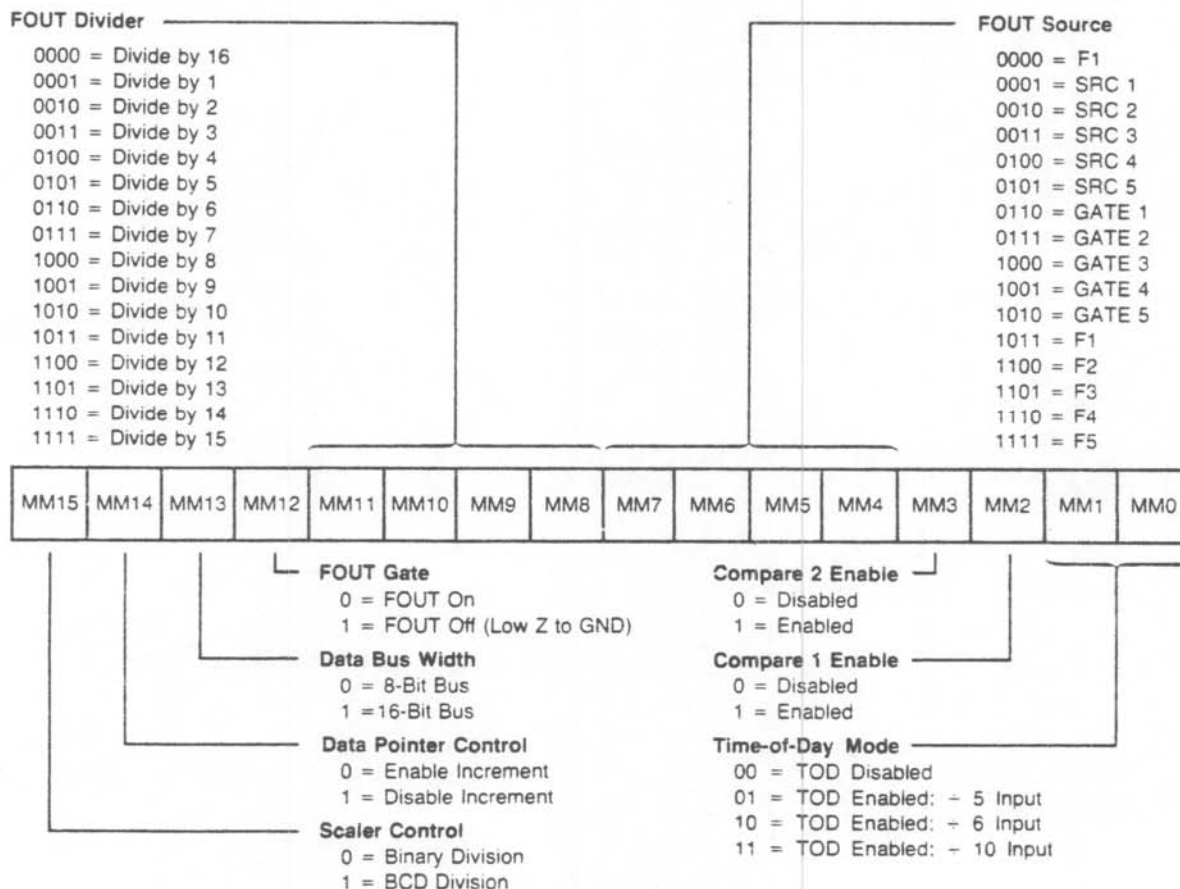 FOUT Divider
0000 = Divide by 16
0001 = Divide by 1
0010 = Divide by 2
0011 = Divide by 3
0100 = Divide by 4
0101 = Divide by 5
0110 = Divide by 6
0111 = Divide by 7
1000 = Divide by 8
1001 = Divide by 9
1010 = Divide by 10
1011 = Divide by 11
1100 = Divide by 12
1101 = Divide by 13
1110 = Divide by 14
1111 = Divide by 15
FOUT Source
0000 = F1
0001 = SRC 1
0010 = SRC 2
0011 = SRC 3
0100 = SRC 4
0101 = SRC 5
0110 = GATE 1
0111 = GATE 2
1000 = GATE 3
1001 = GATE 4
1010 = GATE 5
1011 = F1
1100 = F2
1101 = F3
1110 = F4
1111 = F5
MM15 MM14 MM13 MM12 MM11 MM10 MM9 MM8 MM7 MM6 MM5 MM4 MM3 MM2 MM1 MM0
FOUT Gate
0 = FOUT On
1 = FOUT Off (Low Z to GND)
Data Bus Width
0 = 8-Bit Bus
1 =16-Bit Bus
Data Pointer Control
0 = Enable Increment
1 = Disable Increment
Scaler Control
0 = Binary Division
1 = BCD Division
Compare 2 Enable
0 = Disabled
1 = Enabled
Compare 1 Enable
0 = Disabled
1 = Enabled
Time-of-Day Mode
00 = TOD Disabled
01 = TOD Enabled: ÷ 5 Input
10 = TOD Enabled: ÷ 6 Input
11 = TOD Enabled: ÷ 10 Input